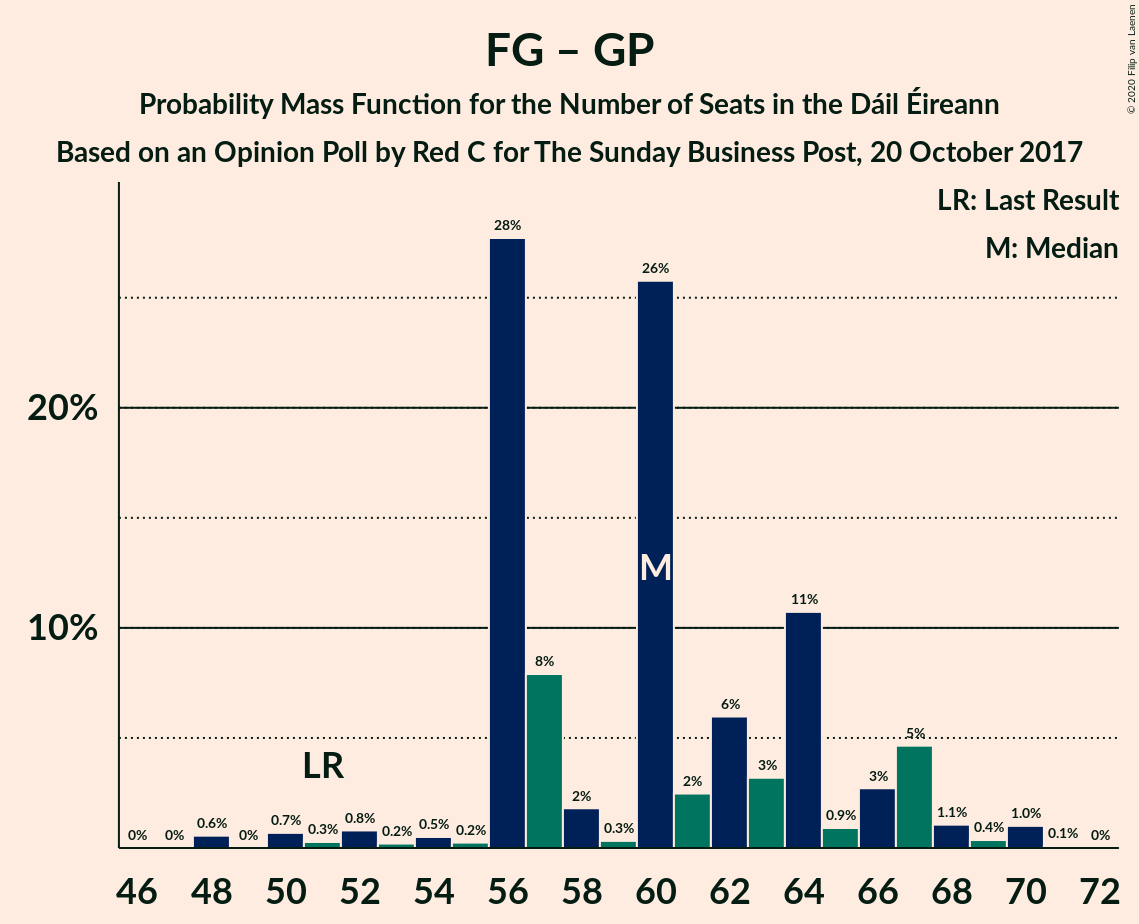 FG – GP
Probability Mass Function for the Number of Seats in the Dáil Éireann
Based on an Opinion Poll by Red C for The Sunday Business Post, 20 October 2017
© 2020 Filip van Laenen
LR: Last Result
M: Median
20%
10%
0% 0% 0.6% 0% 0.7% 0.3% 0.8% 0.2% 0.5% 0.2% 28% 8% 2% 0.3% 26% 2% 6% 3% 11% 0.9% 3% 5% 1.1% 0.4% 1.0% 0.1% 0%
LR
M
46 48 50 52 54 56 58 60 62 64 66 68 70 72